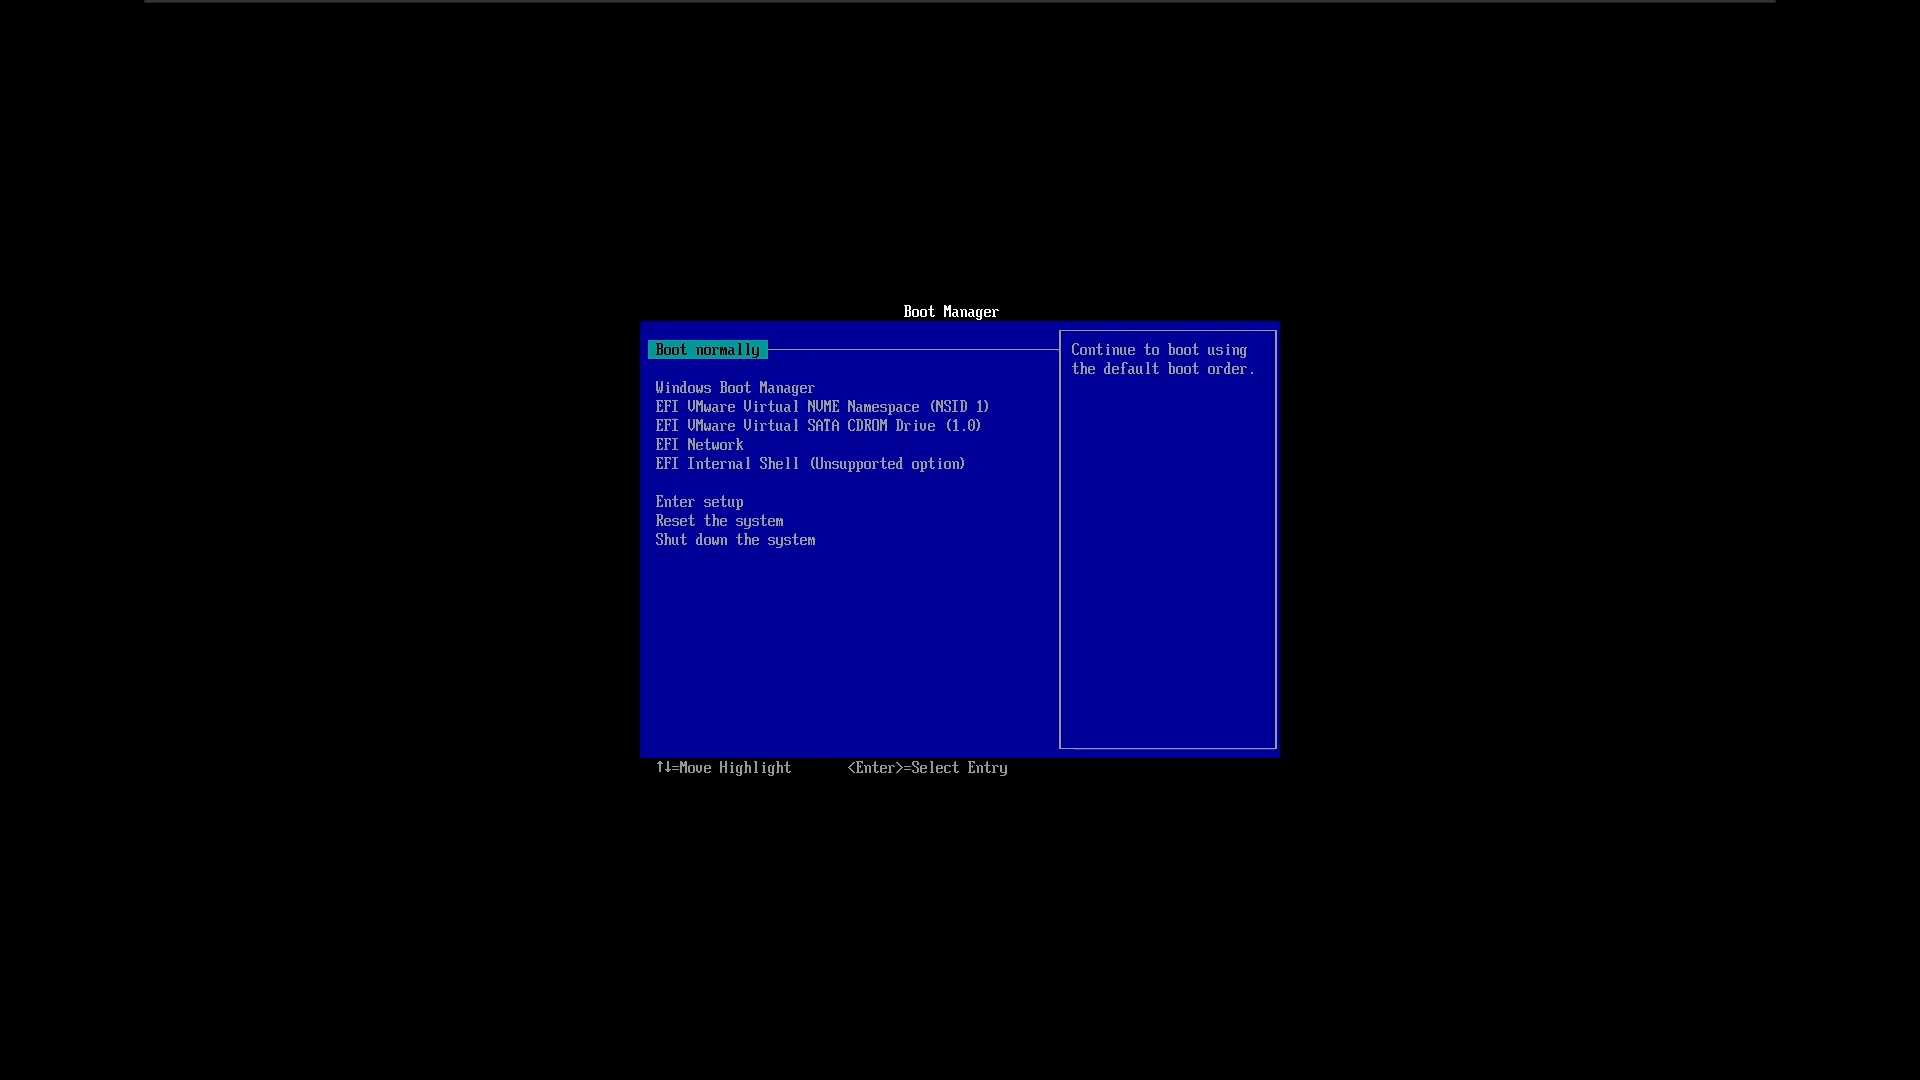 Boot Manager
Boot normally
Continue to boot using
the default boot order.
Windows Boot Manager
EFI VMware Virtual NVME Namespace (NSID 1)
EFI VMware Virtual SATA CDROM Drive (1.0)
EFI Network
EFI Internal Shell (Unsupported option)
Enter setup
Reset the system
Shut down the system
↑↓=Move Highlight <Enter>=Select Entry